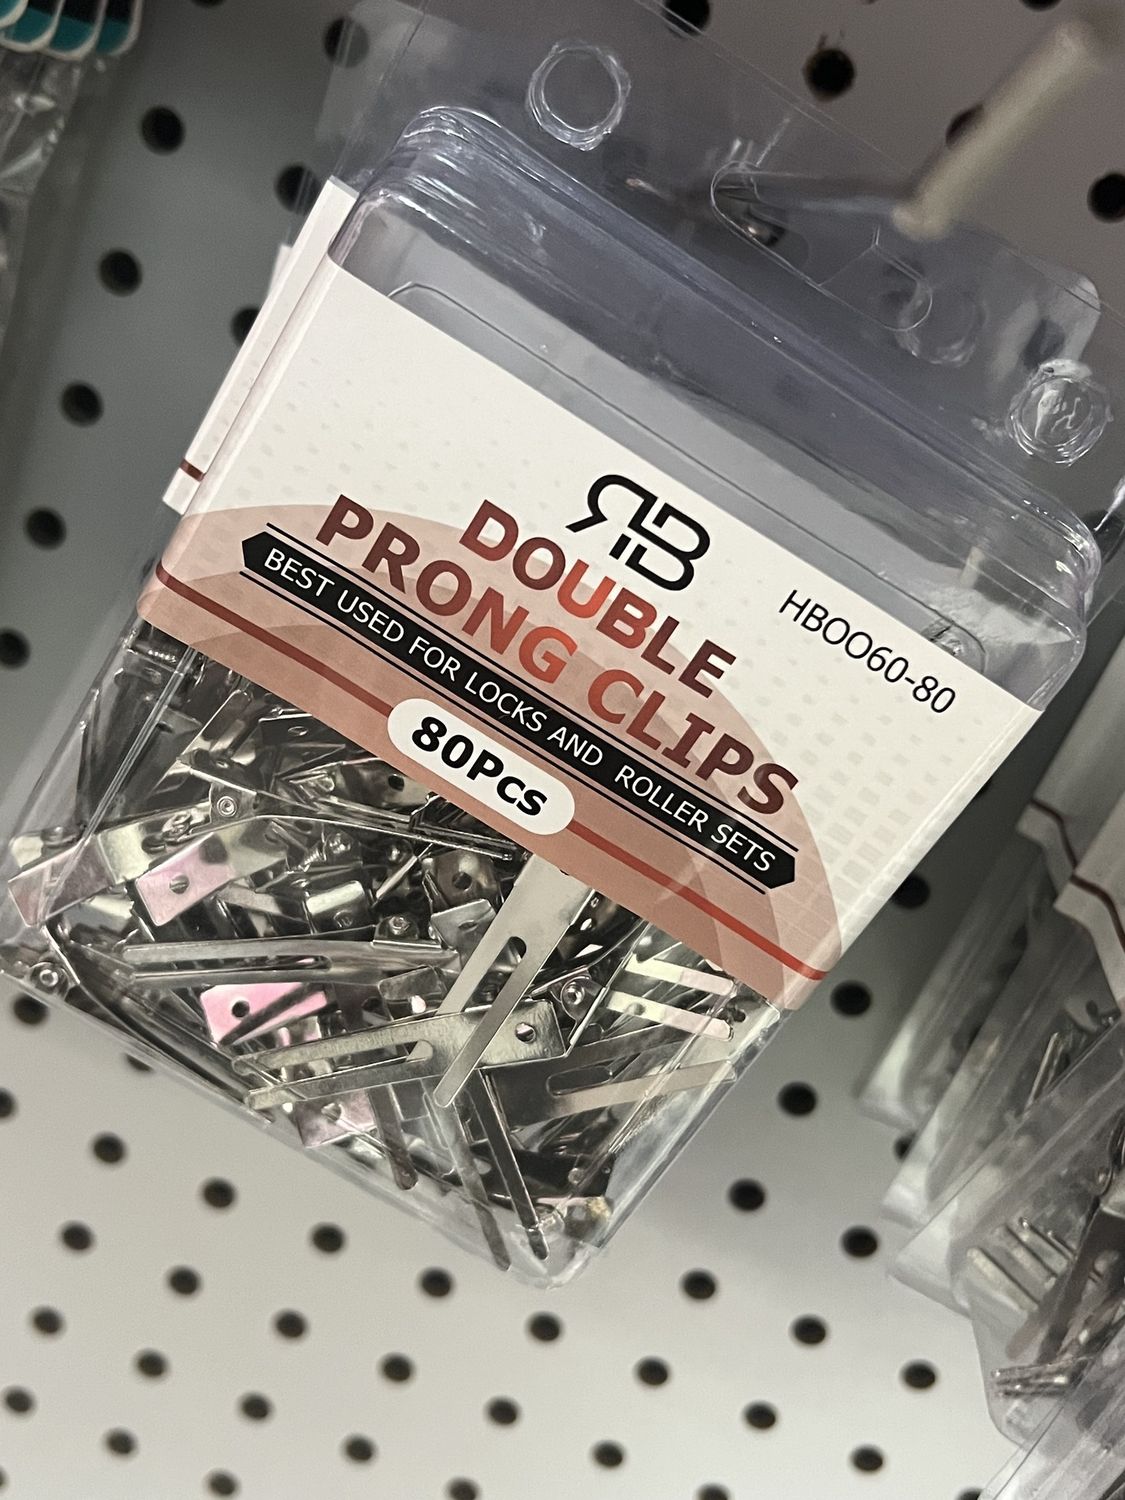 RB
HBOO60-80
DOUBLE
PRONG CLIPS
BEST USED FOR LOCKS AND ROLLER SETS
80PCS